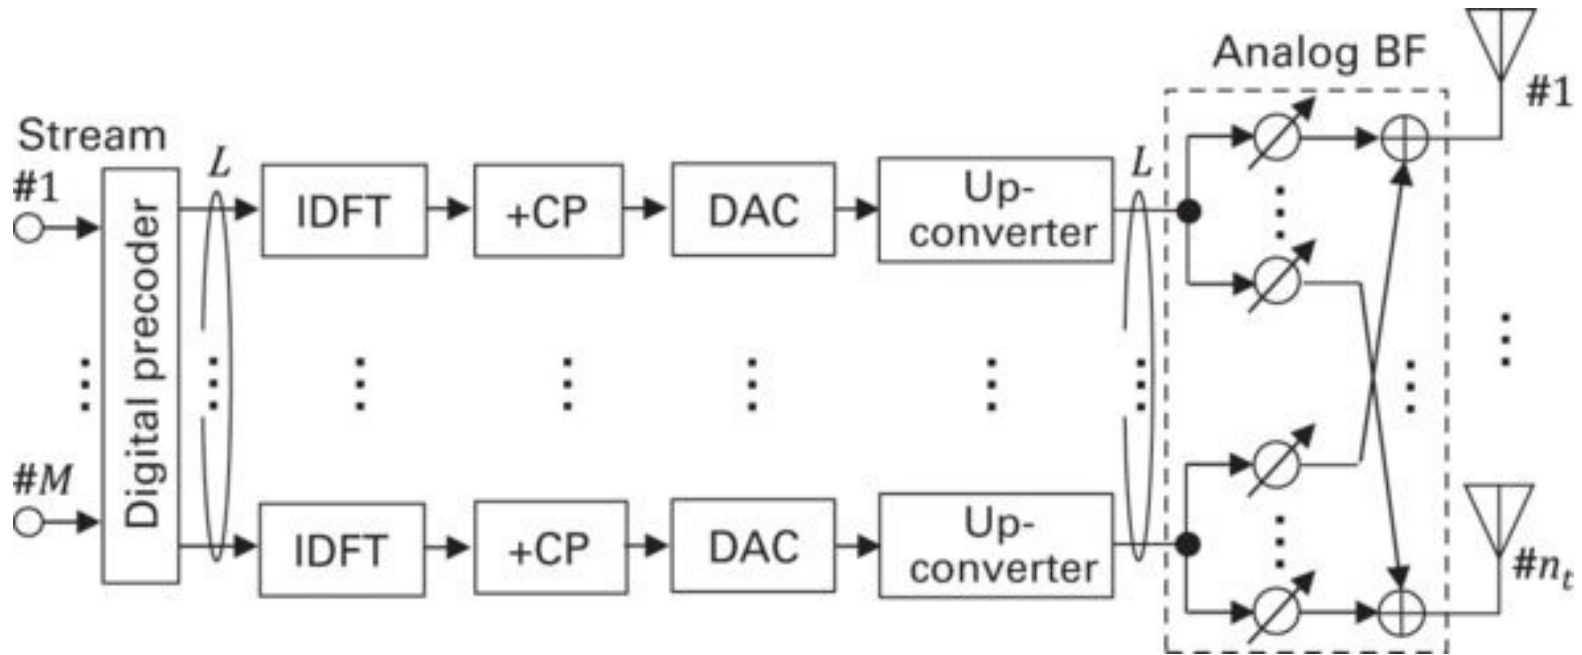 Analog BF
#1
Stream
#1
L
IDFT
+CP
DAC
Up-
converter
L
Digital precoder
#M
IDFT
+CP
DAC
Up-
converter
#n_t